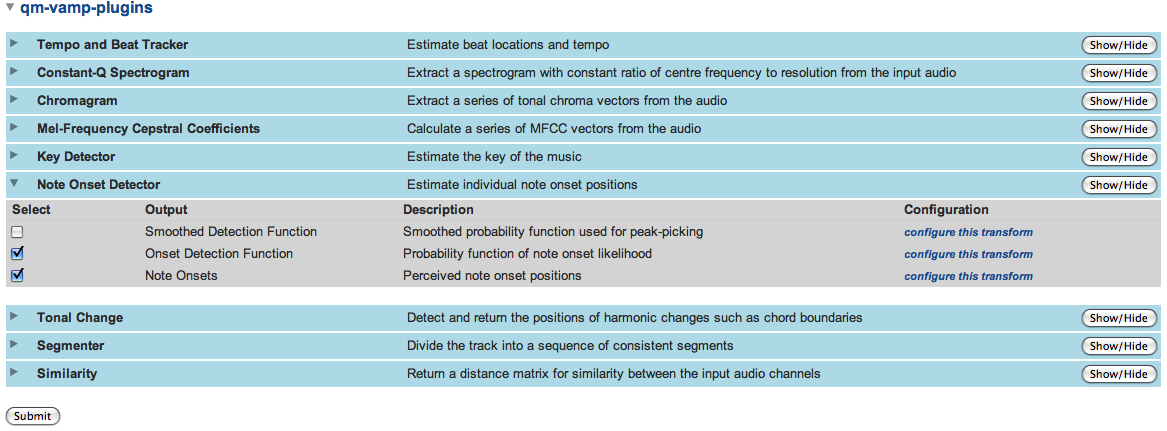 qm-vamp-plugins
Tempo and Beat Tracker Estimate beat locations and tempo Show/Hide
Constant-Q Spectrogram Extract a spectrogram with constant ratio of centre frequency to resolution from the input audio Show/Hide
Chromagram Extract a series of tonal chroma vectors from the audio Show/Hide
Mel-Frequency Cepstral Coefficients Calculate a series of MFCC vectors from the audio Show/Hide
Key Detector Estimate the key of the music Show/Hide
Note Onset Detector Estimate individual note onset positions Show/Hide
Select Output Description Configuration
Smoothed Detection Function Smoothed probability function used for peak-picking configure this transform
Onset Detection Function Probability function of note onset likelihood configure this transform
Note Onsets Perceived note onset positions configure this transform
Tonal Change Detect and return the positions of harmonic changes such as chord boundaries Show/Hide
Segmenter Divide the track into a sequence of consistent segments Show/Hide
Similarity Return a distance matrix for similarity between the input audio channels Show/Hide
Submit